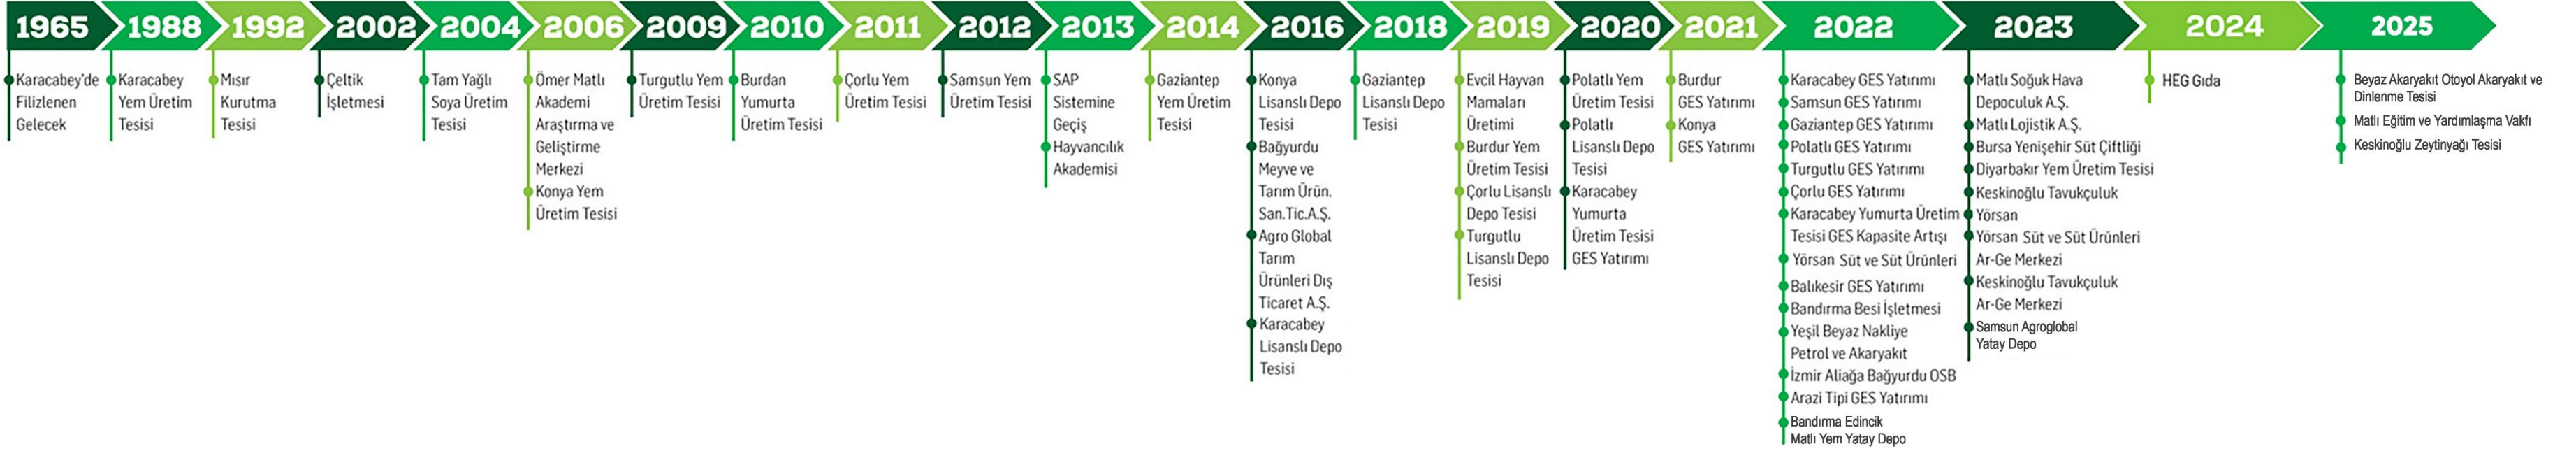 1965
1988
1992
2002
2004
2006
2009
2010
2011
2012
2013
2014
2016
2018
2019
2020
2021
2022
2023
2024
2025
Karacabey'de
Filizlenen
Gelecek
Karacabey
Yem Üretim
Tesisi
Mısır
Kurutma
Tesisi
Çeltik
İşletmesi
Tam Yağlı
Soya Üretim
Tesisi
Ömer Matlı
Akademi
Araştırma ve
Geliştirme
Merkezi
Konya Yem
Üretim Tesisi
Turgutlu Yem
Üretim Tesisi
Burdan
Yumurta
Üretim Tesisi
Çorlu Yem
Üretim Tesisi
Samsun Yem
Üretim Tesisi
SAP
Sistemine
Geçiş
Hayvancılık
Akademisi
Gaziantep
Yem Üretim
Tesisi
Konya
Lisanslı Depo
Tesisi
Bağyurdu
Meyve ve
Tarım Ürün.
San.Tic.A.Ş.
Agro Global
Tarım
Ürünleri Dış
Ticaret A.Ş.
Karacabey
Lisanslı Depo
Tesisi
Gaziantep
Lisanslı Depo
Tesisi
Evcil Hayvan
Mamaları
Üretimi
Burdur Yem
Üretim Tesisi
Çorlu Lisanslı
Depo Tesisi
Turgutlu
Lisanslı Depo
Tesisi
Polatlı Yem
Üretim Tesisi
Polatlı
Lisanslı Depo
Tesisi
Karacabey
Yumurta
Üretim Tesisi
GES Yatırımı
Burdur
GES Yatırımı
Konya
GES Yatırımı
Karacabey GES Yatırımı
Samsun GES Yatırımı
Gaziantep GES Yatırımı
Polatlı GES Yatırımı
Turgutlu GES Yatırımı
Çorlu GES Yatırımı
Karacabey Yumurta Üretim
Tesisi GES Kapasite Artışı
Yörsan Süt ve Süt Ürünleri
Balıkesir GES Yatırımı
Bandırma Besi İşletmesi
Yeşil Beyaz Nakliye
Petrol ve Akaryakıt
İzmir Aliağa Bağyurdu OSB
Arazi Tipi GES Yatırımı
Bandırma Edincik
Matlı Yem Yatay Depo
Matlı Soğuk Hava
Depoculuk A.Ş.
Matlı Lojistik A.Ş.
Bursa Yenişehir Süt Çiftliği
Diyarbakır Yem Üretim Tesisi
Keskinoğlu Tavukçuluk
Yörsan
Yörsan Süt ve Süt Ürünleri
Ar-Ge Merkezi
Keskinoğlu Tavukçuluk
Ar-Ge Merkezi
Samsun Agroglobal
Yatay Depo
HEG Gıda
Beyaz Akaryakıt Otoyol Akaryakıt ve
Dinlenme Tesisi
Matlı Eğitim ve Yardımlaşma Vakfı
Keskinoğlu Zeytinyağı Tesisi